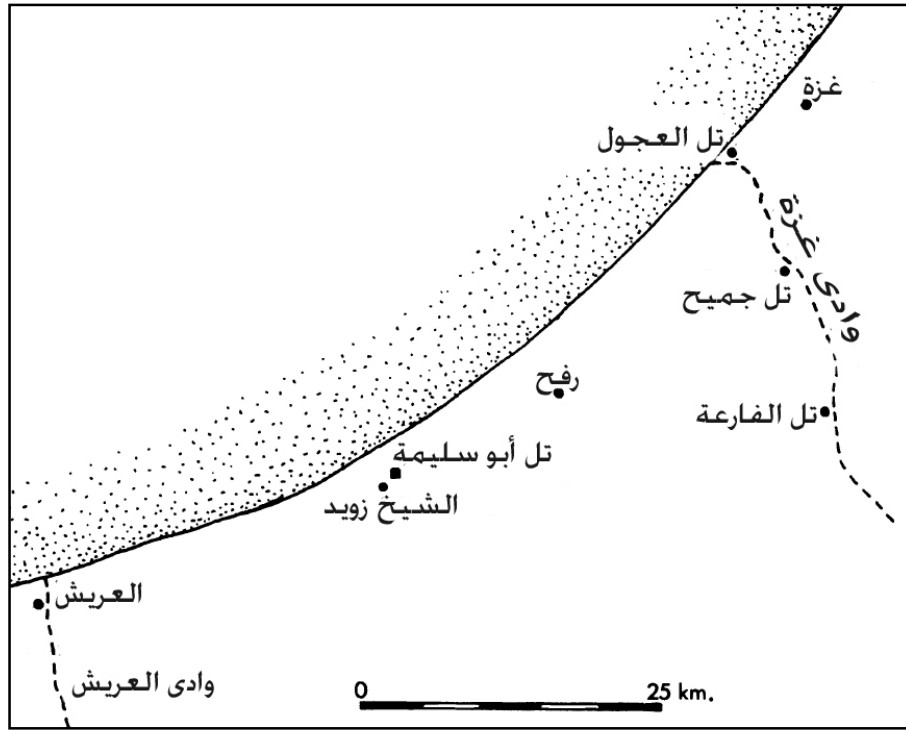 غزة
تل العجول
وادى غزة
تل جميح
رفح
تل الفارعة
تل أبو سليمة
الشيخ زويد
العريش
وادى العريش
0 25 km.